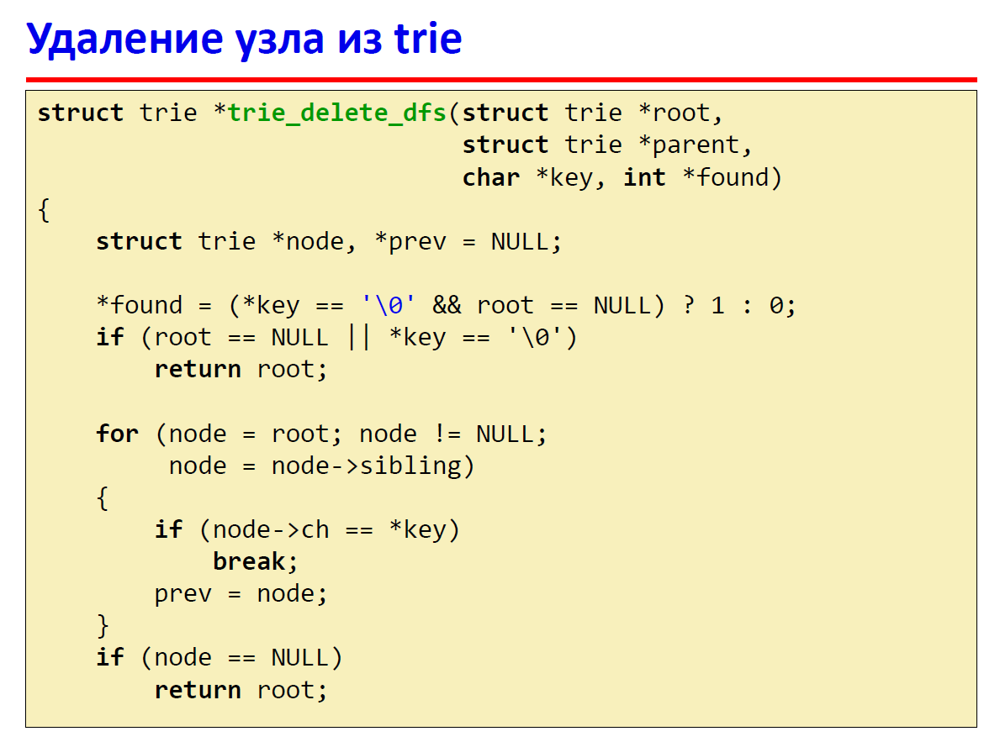 Удаление узла из trie
struct trie *trie_delete_dfs(struct trie *root,
                             struct trie *parent,
                             char *key, int *found)
{
    struct trie *node, *prev = NULL;

    *found = (*key == '\0' && root == NULL) ? 1 : 0;
    if (root == NULL || *key == '\0')
        return root;

    for (node = root; node != NULL;
         node = node->sibling)
    {
        if (node->ch == *key)
            break;
        prev = node;
    }
    if (node == NULL)
        return root;